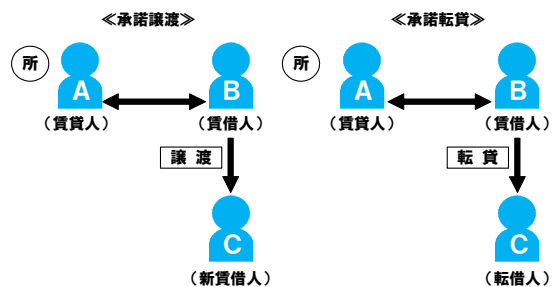 ≪承諾譲渡≫
所
A
B
(賃貸人)
(賃借人)
譲渡
C
(新賃借人)
≪承諾転貸≫
所
A
B
(賃貸人)
(賃借人)
転貸
C
(転借人)